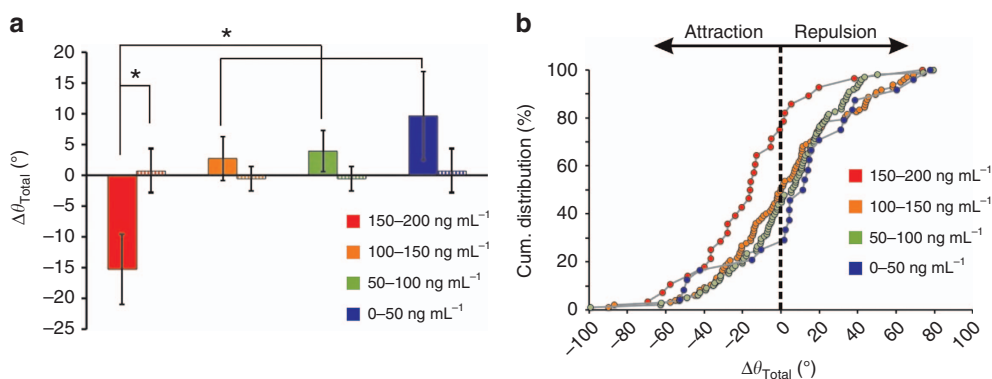 a
*
*
20
15
10
5
0
−5
−10
−15
−20
−25
Δθ_Total (°)
150–200 ng mL⁻¹
100–150 ng mL⁻¹
50–100 ng mL⁻¹
0–50 ng mL⁻¹
b
Attraction Repulsion
100
80
60
40
20
0
Cum. distribution (%)
150–200 ng mL⁻¹
100–150 ng mL⁻¹
50–100 ng mL⁻¹
0–50 ng mL⁻¹
−100 −80 −60 −40 −20 0 20 40 60 80 100
Δθ_Total (°)